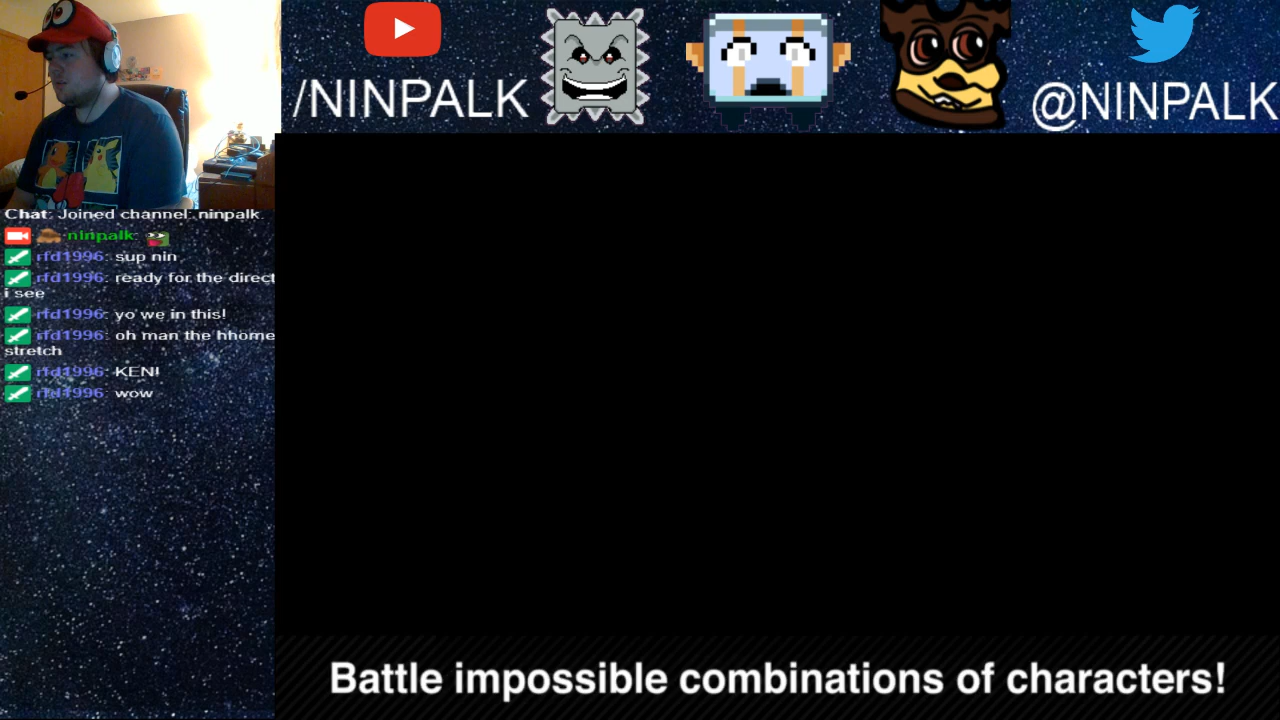 /NINPALK
@NINPALK
Chat: Joined channel: ninpalk.
ninpalk:
rfd1996: sup nin
rfd1996: ready for the direct
i see
rfd1996: yo we in this!
rfd1996: oh man the hhome
stretch
rfd1996: KEN!
rfd1996: wow
Battle impossible combinations of characters!